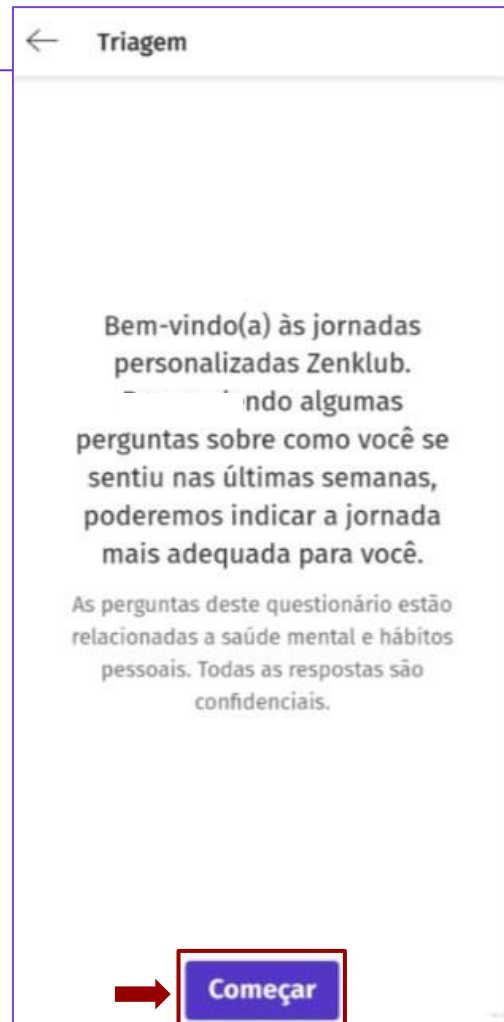 Triagem
Bem-vindo(a) às jornadas
personalizadas Zenklub.
ndo algumas
perguntas sobre como você se
sentiu nas últimas semanas,
poderemos indicar a jornada
mais adequada para você.
As perguntas deste questionário estão
relacionadas a saúde mental e hábitos
pessoais. Todas as respostas são
confidenciais.
Começar